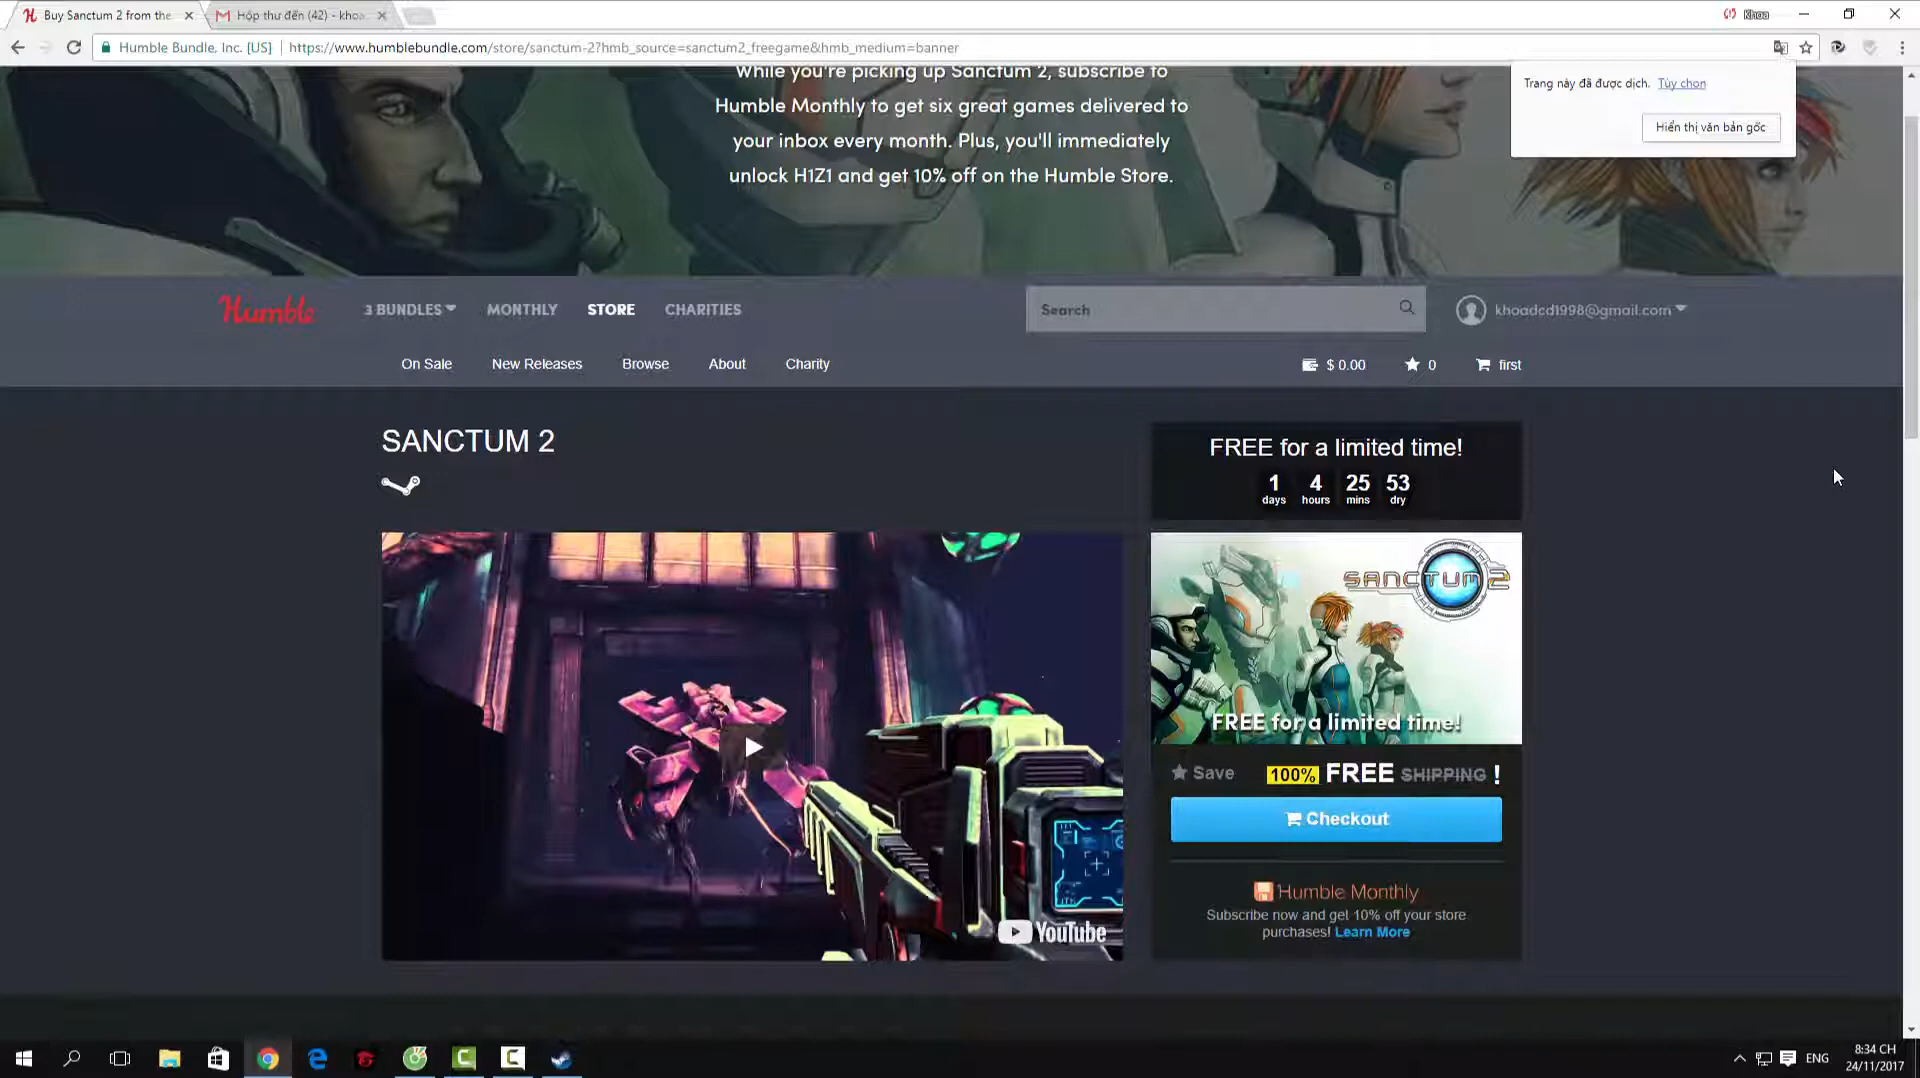 Buy Sanctum 2 from the
Hộp thư đến (42) - khoa
Khoa
Humble Bundle, Inc. [US]
https://www.humblebundle.com/store/sanctum-2?hmb_source=sanctum2_freegame&hmb_medium=banner
Trang này đã được dịch. Tùy chọn
Hiển thị văn bản gốc
While you're picking up Sanctum 2, subscribe to
Humble Monthly to get six great games delivered to
your inbox every month. Plus, you'll immediately
unlock H1Z1 and get 10% off on the Humble Store.
Humble
3 BUNDLES
MONTHLY
STORE
CHARITIES
Search
khoadcd1998@gmail.com
On Sale
New Releases
Browse
About
Charity
$ 0.00
0
first
SANCTUM 2
FREE for a limited time!
1 4 25 53
days hours mins dry
YouTube
SANCTUM 2
FREE for a limited time!
Save
100% FREE SHIPPING !
Checkout
Humble Monthly
Subscribe now and get 10% off your store
purchases! Learn More
ENG
8:34 CH
24/11/2017